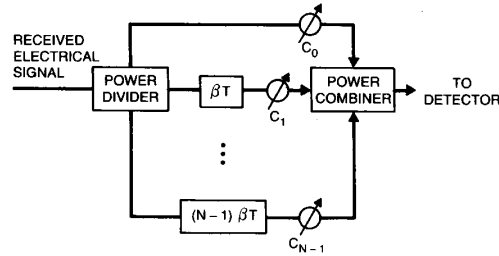 RECEIVED
ELECTRICAL
SIGNAL
POWER
DIVIDER
βT
C0
C1
POWER
COMBINER
TO
DETECTOR
(N-1) βT
CN-1